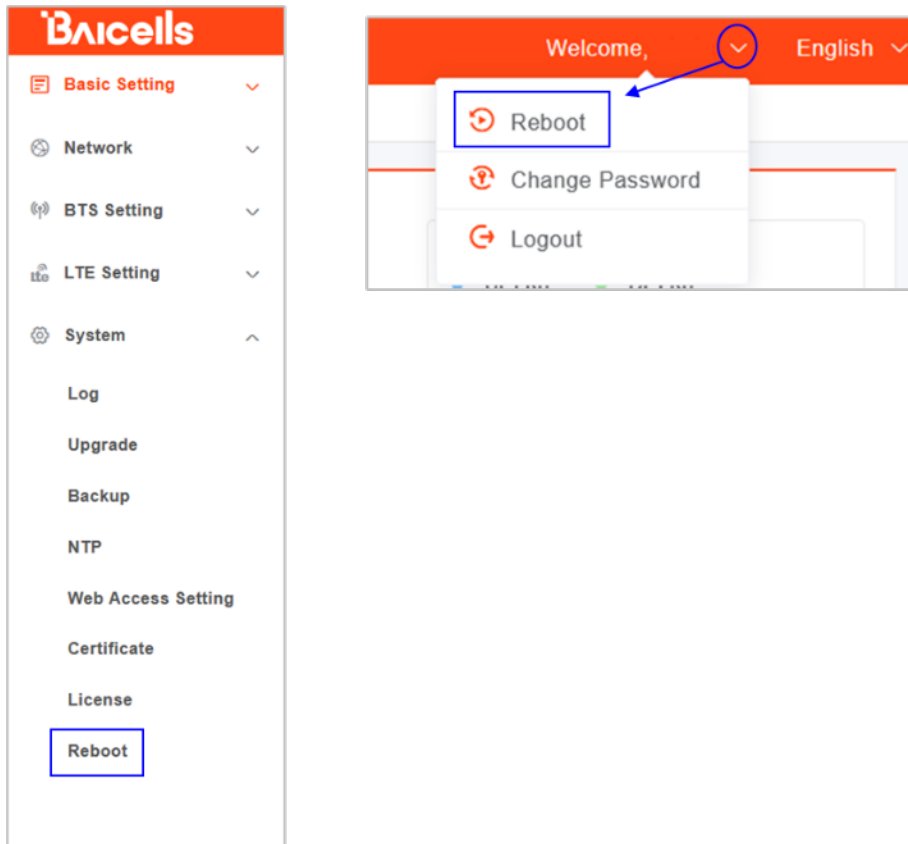 BAICELLS
Basic Setting
Network
BTS Setting
LTE Setting
System
Log
Upgrade
Backup
NTP
Web Access Setting
Certificate
License
Reboot
Welcome,
English
Reboot
Change Password
Logout